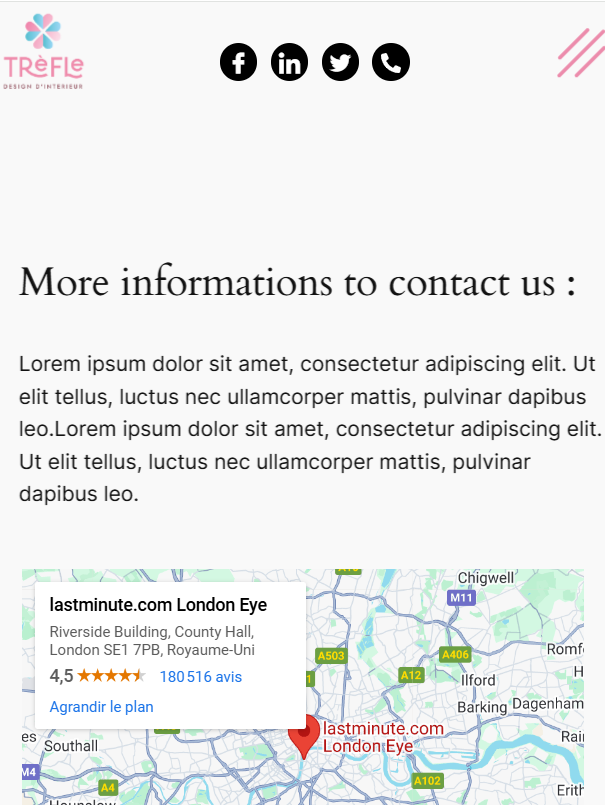 TRèFLE
DESIGN D'INTERIEUR
More informations to contact us :
Lorem ipsum dolor sit amet, consectetur adipiscing elit. Ut
elit tellus, luctus nec ullamcorper mattis, pulvinar dapibus
leo.Lorem ipsum dolor sit amet, consectetur adipiscing elit.
Ut elit tellus, luctus nec ullamcorper mattis, pulvinar
dapibus leo.
lastminute.com London Eye
Riverside Building, County Hall,
London SE1 7PB, Royaume-Uni
4,5 180 516 avis
Agrandir le plan
Chigwell
M11
A503
A406
A12
Ilford
Barking
Dagenham
lastminute.com
London Eye
Southall
M4
A4
A102
Hounslow